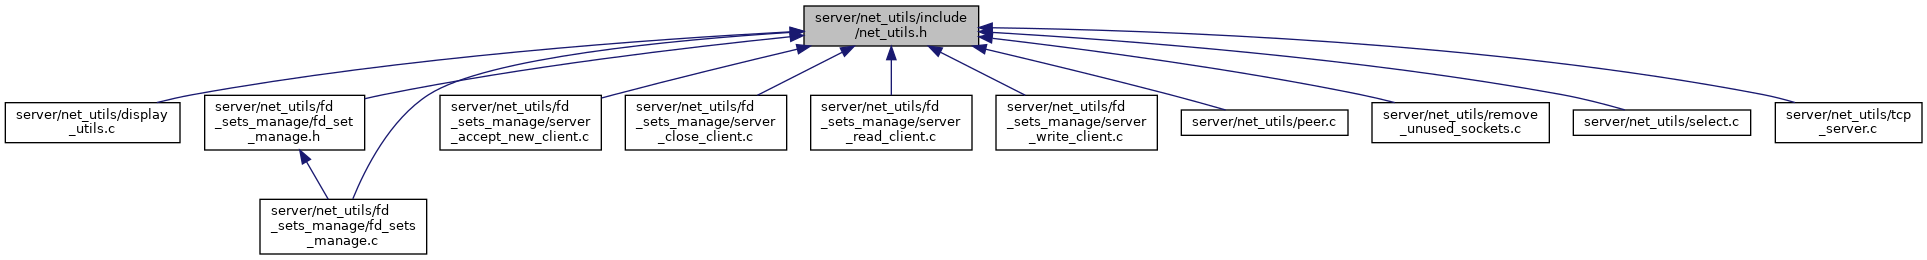 server/net_utils/include
/net_utils.h
server/net_utils/display
_utils.c
server/net_utils/fd
_sets_manage/fd_set
_manage.h
server/net_utils/fd
_sets_manage/server
_accept_new_client.c
server/net_utils/fd
_sets_manage/server
_close_client.c
server/net_utils/fd
_sets_manage/server
_read_client.c
server/net_utils/fd
_sets_manage/server
_write_client.c
server/net_utils/peer.c
server/net_utils/remove
_unused_sockets.c
server/net_utils/select.c
server/net_utils/tcp
_server.c
server/net_utils/fd
_sets_manage/fd_sets
_manage.c